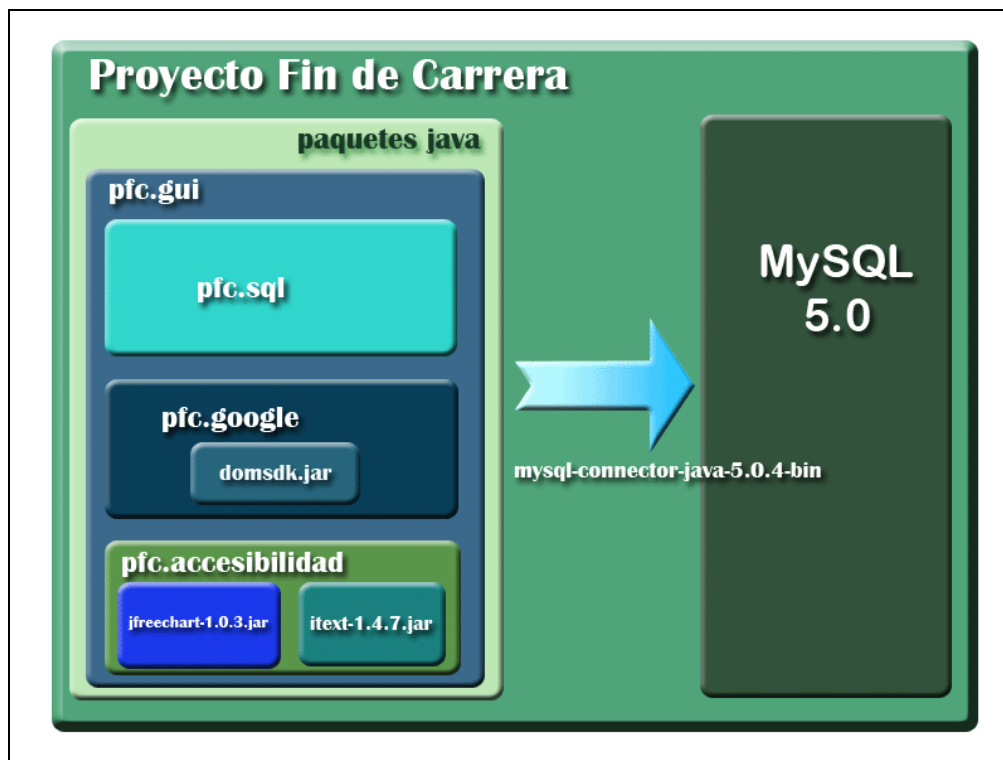 Proyecto Fin de Carrera
paquetes java
pfc.gui
pfc.sql
pfc.google
domsdk.jar
pfc.accesibilidad
jfreechart-1.0.3.jar
itext-1.4.7.jar
mysql-connector-java-5.0.4-bin
MySQL
5.0